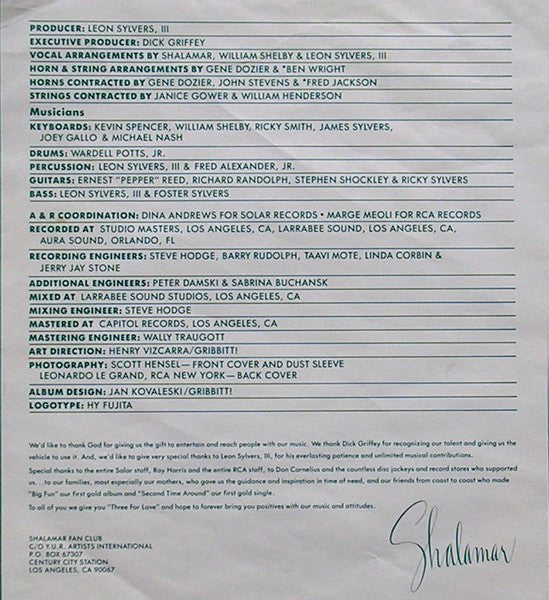 PRODUCER: LEON SYLVERS, III
EXECUTIVE PRODUCER: DICK GRIFFEY
VOCAL ARRANGEMENTS BY SHALAMAR, WILLIAM SHELBY & LEON SYLVERS, III
HORN & STRING ARRANGEMENTS BY GENE DOZIER & *BEN WRIGHT
HORNS CONTRACTED BY GENE DOZIER, JOHN STEVENS & *FRED JACKSON
STRINGS CONTRACTED BY JANICE GOWER & WILLIAM HENDERSON
Musicians
KEYBOARDS: KEVIN SPENCER, WILLIAM SHELBY, RICKY SMITH, JAMES SYLVERS,
JOEY GALLO & MICHAEL NASH
DRUMS: WARDELL POTTS, JR.
PERCUSSION: LEON SYLVERS, III & FRED ALEXANDER, JR.
GUITARS: ERNEST "PEPPER" REED, RICHARD RANDOLPH, STEPHEN SHOCKLEY & RICKY SYLVERS
BASS: LEON SYLVERS, III & FOSTER SYLVERS
A & R COORDINATION: DINA ANDREWS FOR SOLAR RECORDS • MARGE MEOLI FOR RCA RECORDS
RECORDED AT STUDIO MASTERS, LOS ANGELES, CA, LARRABEE SOUND, LOS ANGELES, CA,
AURA SOUND, ORLANDO, FL
RECORDING ENGINEERS: STEVE HODGE, BARRY RUDOLPH, TAAVI MOTE, LINDA CORBIN &
JERRY JAY STONE
ADDITIONAL ENGINEERS: PETER DAMSKI & SABRINA BUCHANSK
MIXED AT LARRABEE SOUND STUDIOS, LOS ANGELES, CA
MIXING ENGINEER: STEVE HODGE
MASTERED AT CAPITOL RECORDS, LOS ANGELES, CA
MASTERING ENGINEER: WALLY TRAUGOTT
ART DIRECTION: HENRY VIZCARRA/GRIBBITT!
PHOTOGRAPHY: SCOTT HENSEL—FRONT COVER AND DUST SLEEVE
LEONARDO LE GRAND, RCA NEW YORK—BACK COVER
ALBUM DESIGN: JAN KOVALESKI/GRIBBITT!
LOGOTYPE: HY FUJITA
We'd like to thank God for giving us the gift to entertain and reach people with our music. We thank Dick Griffey for recognizing our talent and giving us the
vehicle to use it. And, we'd like to give very special thanks to Leon Sylvers, III, for his everlasting patience and unlimited musical contributions.
Special thanks to the entire Solar staff, Ray Harris and the entire RCA staff, to Don Cornelius and the countless disc jockeys and record stores who supported
us...to our families, most especially our mothers, who gave us the guidance and inspiration in time of need, and our friends from coast to coast who made
"Big Fun" our first gold album and "Second Time Around" our first gold single.
To all of you we give you "Three For Love" and hope to forever bring you positives with our music and attitudes.
SHALAMAR FAN CLUB
C/O Y.U.R. ARTISTS INTERNATIONAL
P.O. BOX 67307
CENTURY CITY STATION
LOS ANGELES, CA 90067
Shalamar